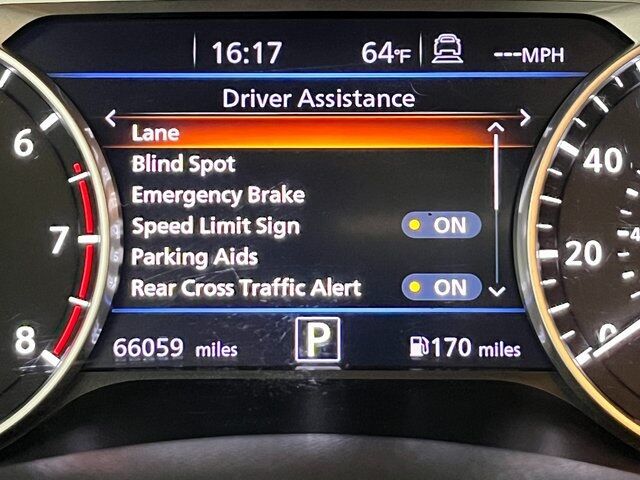 16:17 64°F ---MPH
Driver Assistance
Lane
Blind Spot
Emergency Brake
Speed Limit Sign ON
Parking Aids
Rear Cross Traffic Alert ON
66059 miles P 170 miles
6
7
8
40
20
0